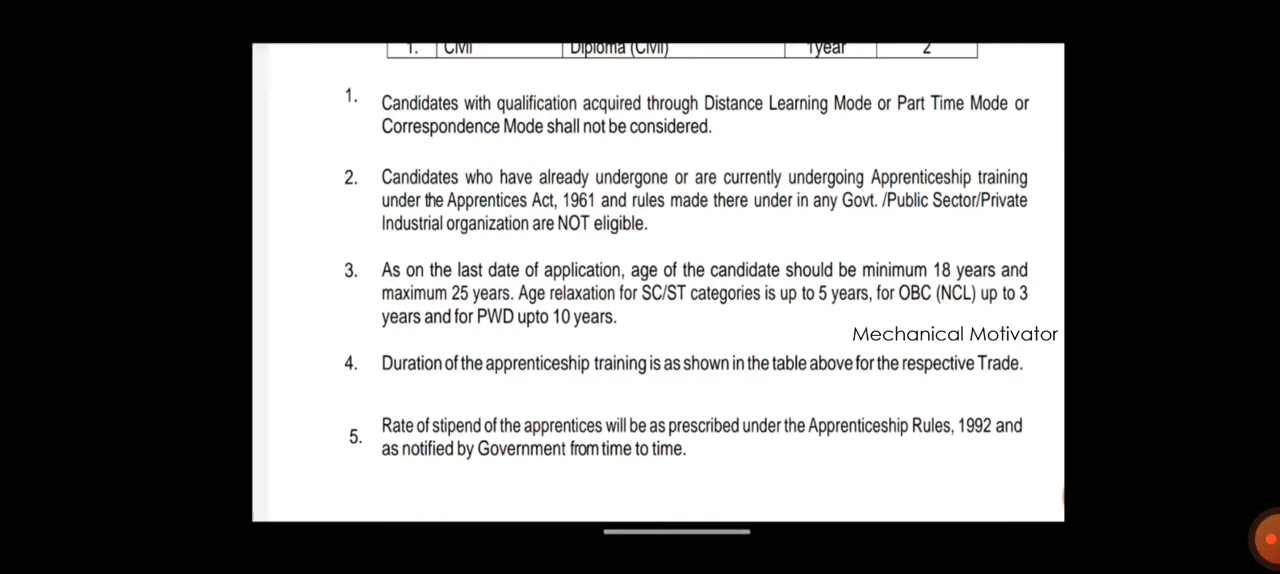 1. Civil Diploma (Civil) 1year 2
1. Candidates with qualification acquired through Distance Learning Mode or Part Time Mode or
Correspondence Mode shall not be considered.
2. Candidates who have already undergone or are currently undergoing Apprenticeship training
under the Apprentices Act, 1961 and rules made there under in any Govt. /Public Sector/Private
Industrial organization are NOT eligible.
3. As on the last date of application, age of the candidate should be minimum 18 years and
maximum 25 years. Age relaxation for SC/ST categories is up to 5 years, for OBC (NCL) up to 3
years and for PWD upto 10 years.
Mechanical Motivator
4. Duration of the apprenticeship training is as shown in the table above for the respective Trade.
5. Rate of stipend of the apprentices will be as prescribed under the Apprenticeship Rules, 1992 and
as notified by Government from time to time.